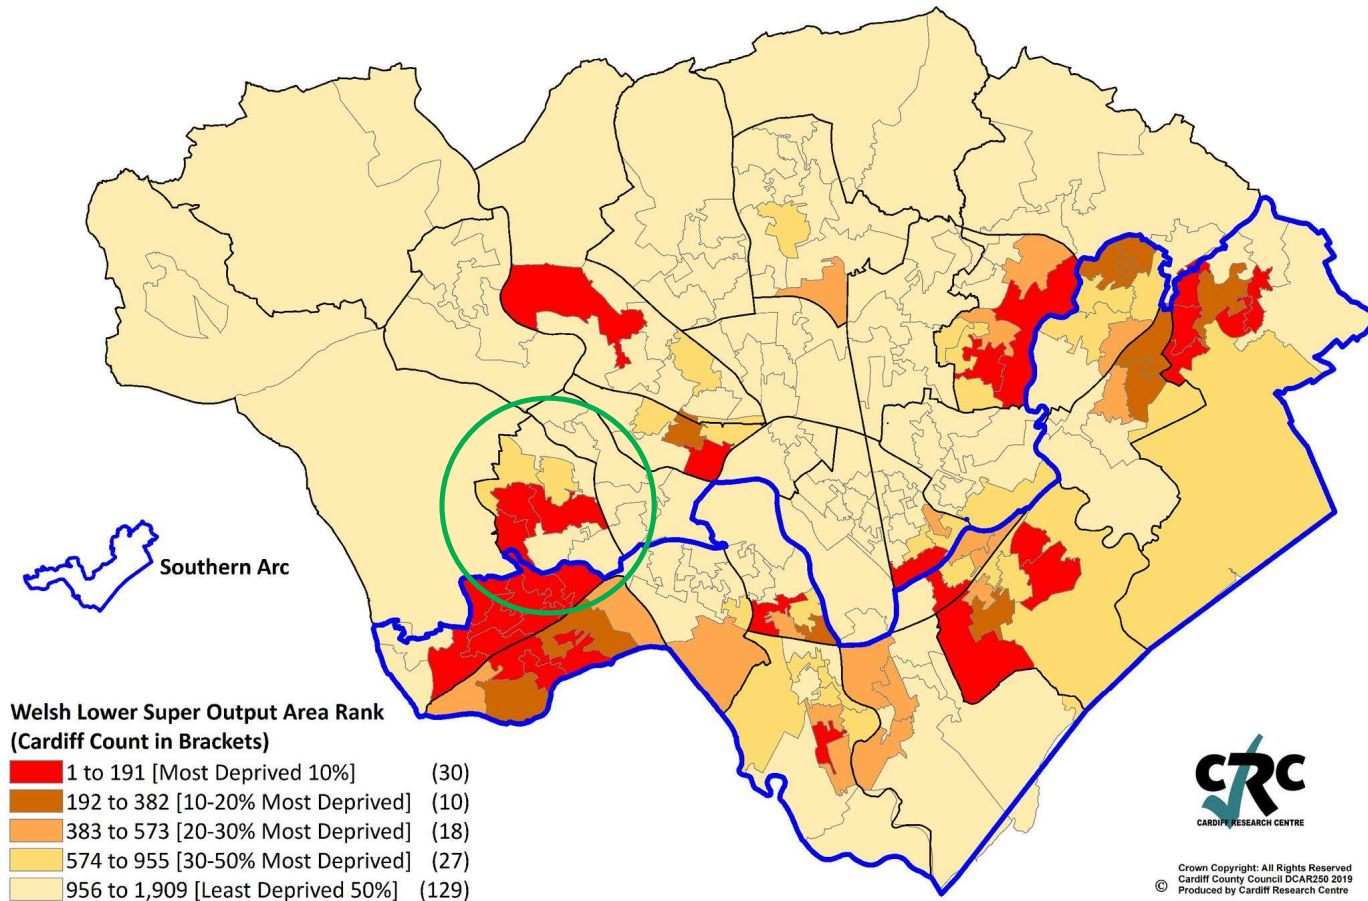 Southern Arc
Welsh Lower Super Output Area Rank
(Cardiff Count in Brackets)
1 to 191 [Most Deprived 10%] (30)
192 to 382 [10-20% Most Deprived] (10)
383 to 573 [20-30% Most Deprived] (18)
574 to 955 [30-50% Most Deprived] (27)
956 to 1,909 [Least Deprived 50%] (129)
CRC
CARDIFF RESEARCH CENTRE
Crown Copyright: All Rights Reserved
Cardiff County Council DCAR250 2019
© Produced by Cardiff Research Centre